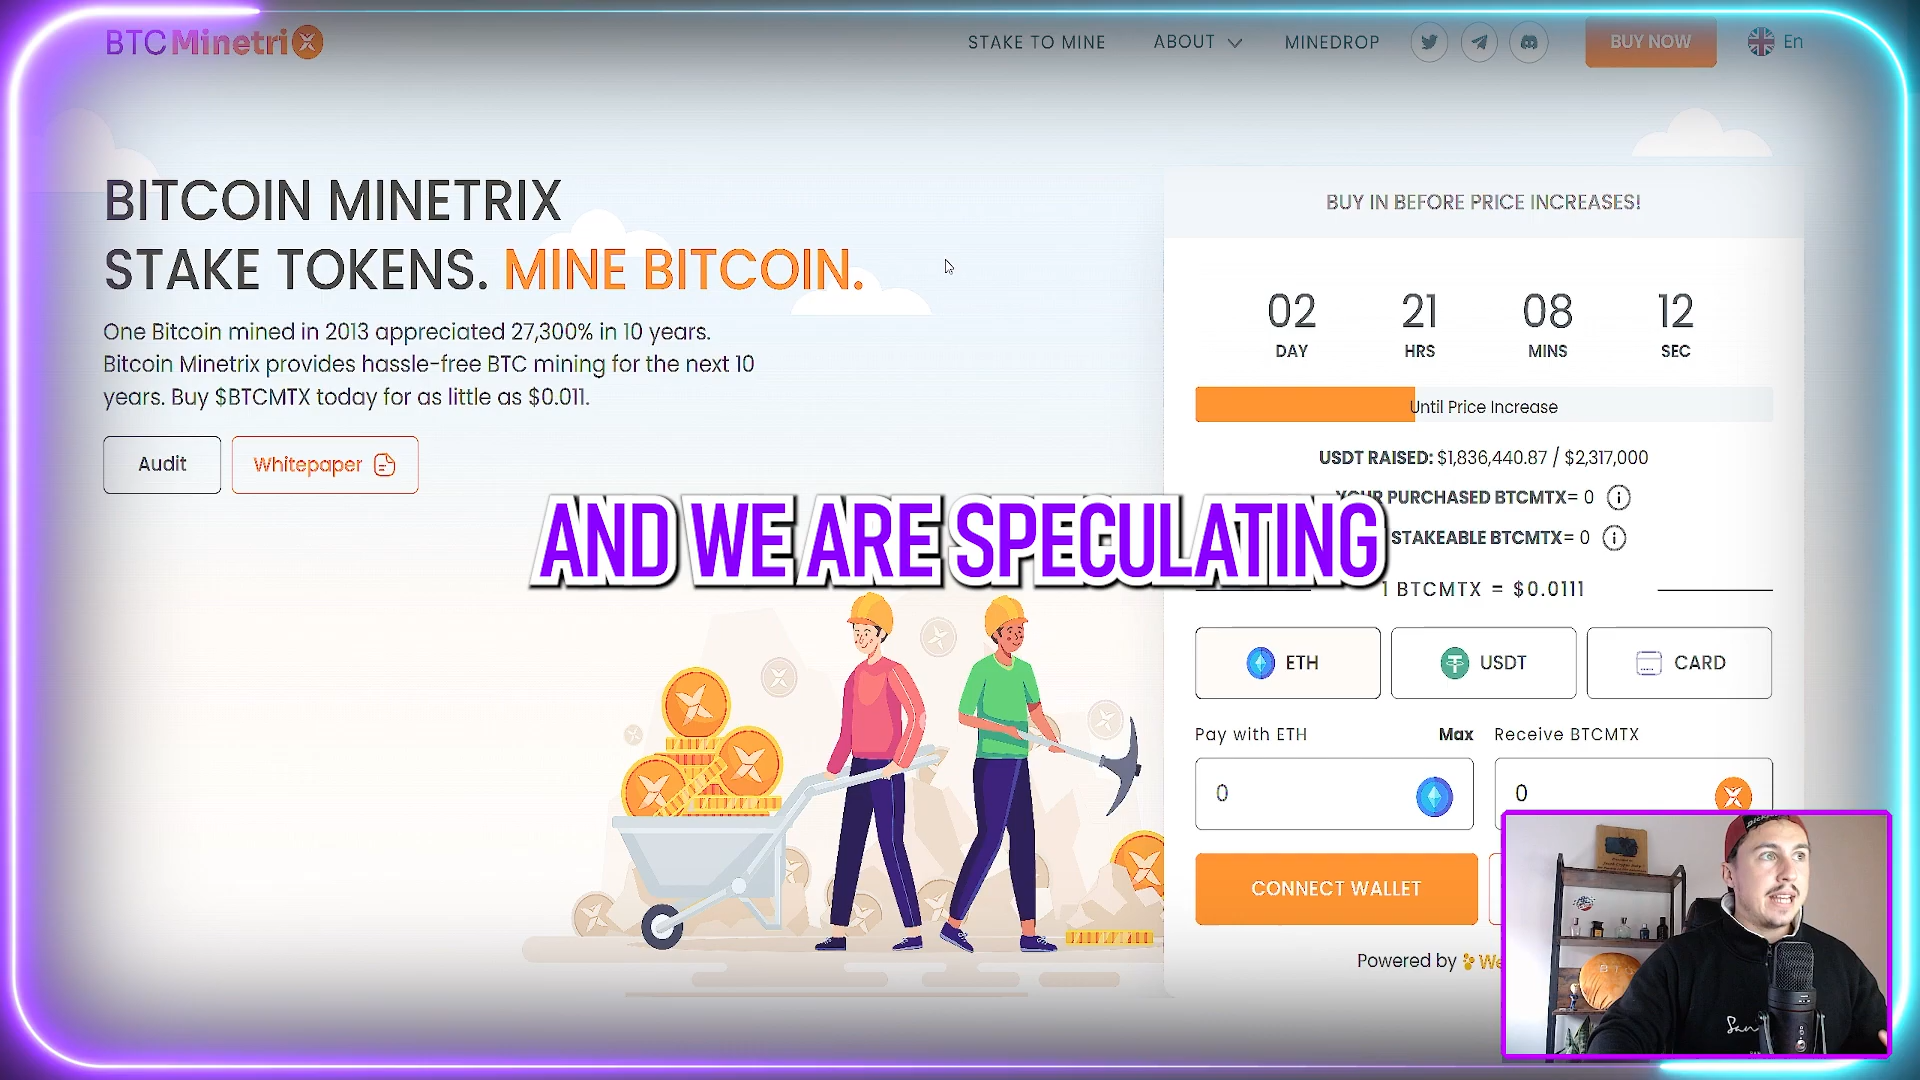 BTCMinetriX
STAKE TO MINE
ABOUT
MINEDROP
BUY NOW
En
BITCOIN MINETRIX
STAKE TOKENS. MINE BITCOIN.
One Bitcoin mined in 2013 appreciated 27,300% in 10 years.
Bitcoin Minetrix provides hassle-free BTC mining for the next 10
years. Buy $BTCMTX today for as little as $0.011.
Audit
Whitepaper
AND WE ARE SPECULATING
BUY IN BEFORE PRICE INCREASES!
02 21 08 12
DAY HRS MINS SEC
Until Price Increase
USDT RAISED: $1,836,440.87 / $2,317,000
YOUR PURCHASED BTCMTX= 0
STAKEABLE BTCMTX= 0
1 BTCMTX = $0.0111
ETH
USDT
CARD
Pay with ETH Max
Receive BTCMTX
0
0
CONNECT WALLET
Powered by We